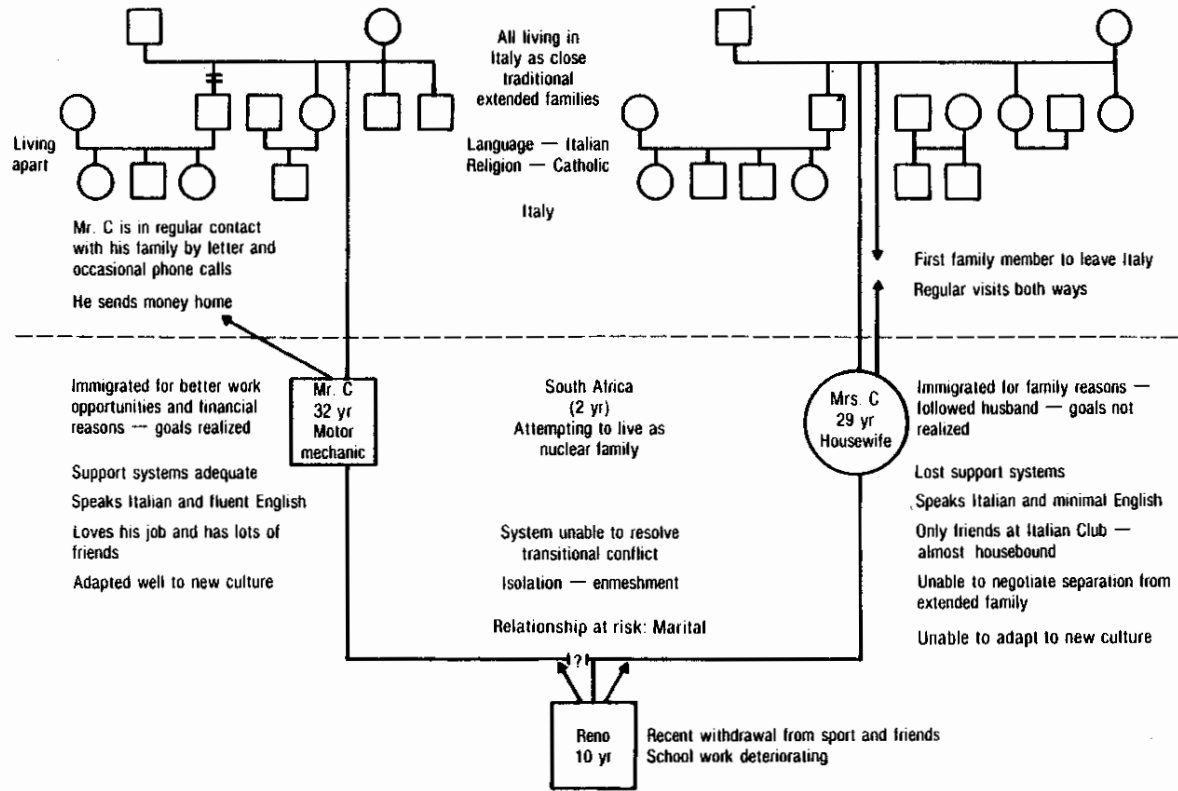 All living in
Italy as close
traditional
extended families
Living
apart
Language — Italian
Religion — Catholic
Italy
Mr. C is in regular contact
with his family by letter and
occasional phone calls
He sends money home
First family member to leave Italy
Regular visits both ways
Immigrated for better work
opportunities and financial
reasons — goals realized
Support systems adequate
Speaks Italian and fluent English
Loves his job and has lots of
friends
Adapted well to new culture
Mr. C
32 yr
Motor
mechanic
South Africa
(2 yr)
Attempting to live as
nuclear family
System unable to resolve
transitional conflict
Isolation — enmeshment
Relationship at risk: Marital
?
Mrs. C
29 yr
Housewife
Immigrated for family reasons —
followed husband — goals not
realized
Lost support systems
Speaks Italian and minimal English
Only friends at Italian Club —
almost housebound
Unable to negotiate separation from
extended family
Unable to adapt to new culture
Reno
10 yr
Recent withdrawal from sport and friends
School work deteriorating